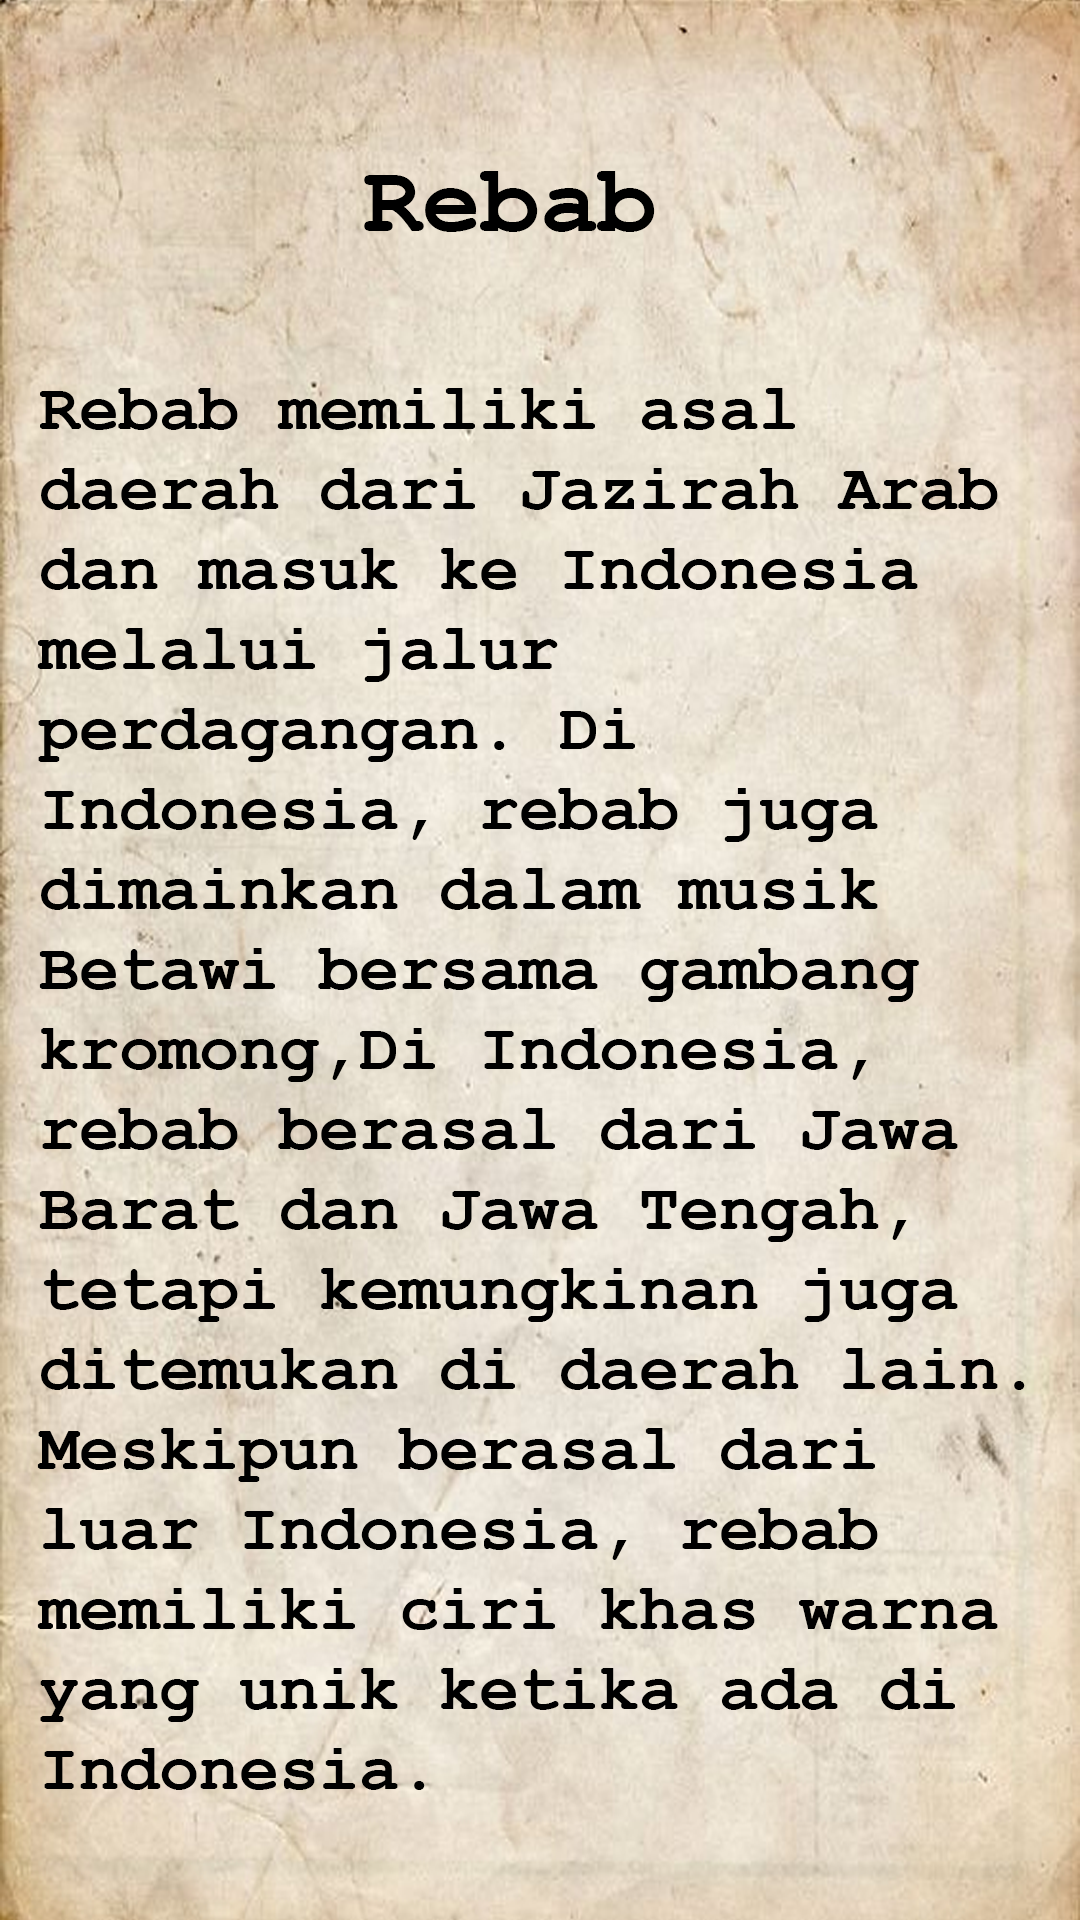 Rebab
Rebab memiliki asal
daerah dari Jazirah Arab
dan masuk ke Indonesia
melalui jalur
perdagangan. Di
Indonesia, rebab juga
dimainkan dalam musik
Betawi bersama gambang
kromong,Di Indonesia,
rebab berasal dari Jawa
Barat dan Jawa Tengah,
tetapi kemungkinan juga
ditemukan di daerah lain.
Meskipun berasal dari
luar Indonesia, rebab
memiliki ciri khas warna
yang unik ketika ada di
Indonesia.